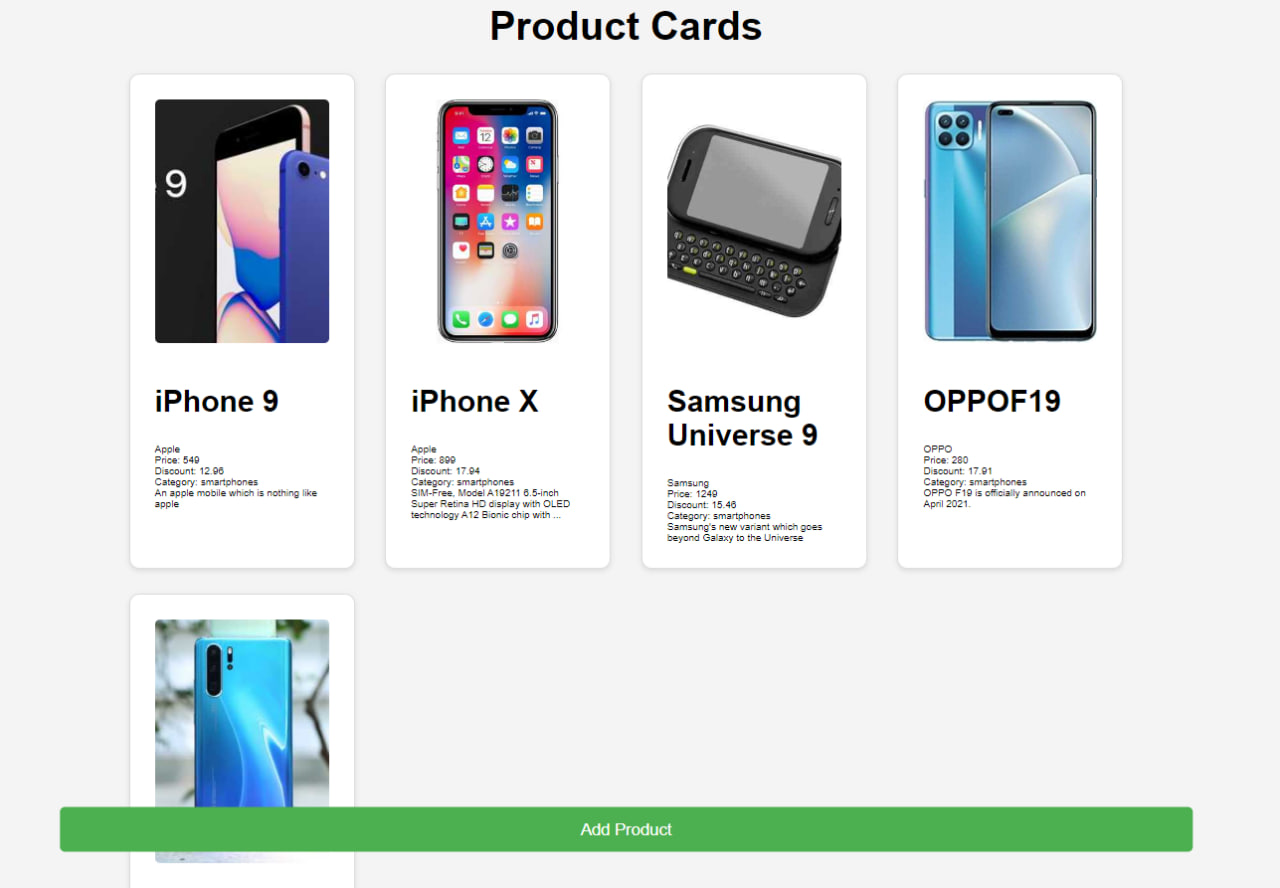 Product Cards
9
12
iPhone 9
Apple
Price: 549
Discount: 12.96
Category: smartphones
An apple mobile which is nothing like
apple
iPhone X
Apple
Price: 899
Discount: 17.94
Category: smartphones
SIM-Free, Model A19211 6.5-inch
Super Retina HD display with OLED
technology A12 Bionic chip with ...
Samsung
Universe 9
Samsung
Price: 1249
Discount: 15.46
Category: smartphones
Samsung's new variant which goes
beyond Galaxy to the Universe
OPPOF19
OPPO
Price: 280
Discount: 17.91
Category: smartphones
OPPO F19 is officially announced on
April 2021.
Add Product